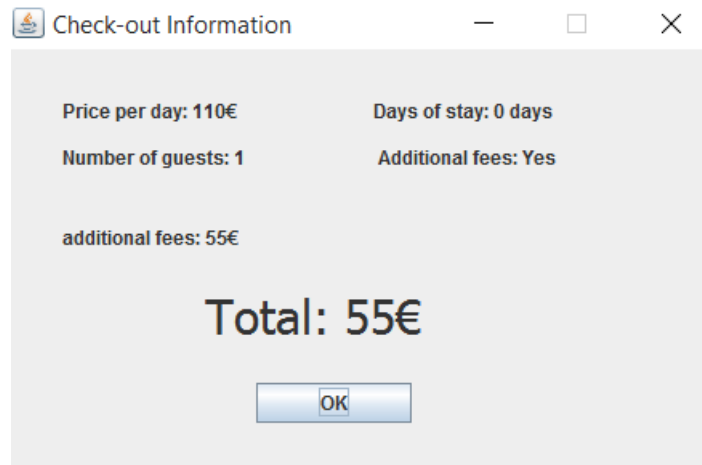 Check-out Information
Price per day: 110€ Days of stay: 0 days
Number of guests: 1 Additional fees: Yes
additional fees: 55€
Total: 55€
OK